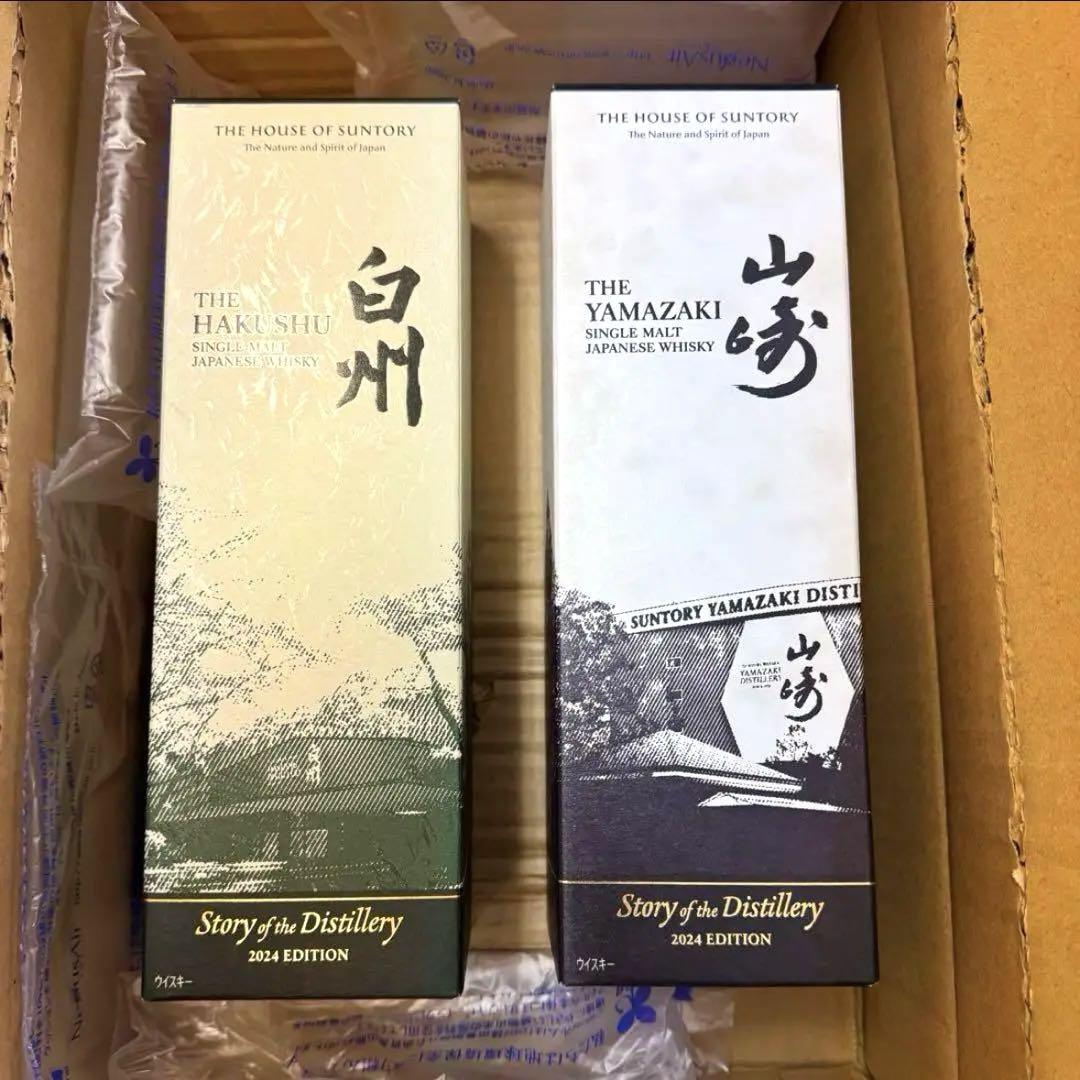 THE HOUSE OF SUNTORY
The Nature and Spirit of Japan
THE
HAKUSHU
SINGLE MALT
JAPANESE WHISKY
白州
Story of the Distillery
2024 EDITION
ウイスキー
THE HOUSE OF SUNTORY
The Nature and Spirit of Japan
THE
YAMAZAKI
SINGLE MALT
JAPANESE WHISKY
山崎
SUNTORY YAMAZAKI DISTI
YAMAZAKI
DISTILLERY
山崎
Story of the Distillery
2024 EDITION
ウイスキー